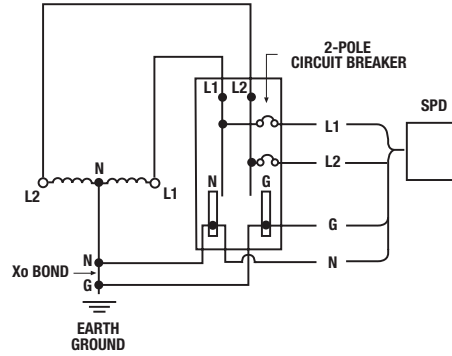 2-POLE
CIRCUIT BREAKER
L1 L2
SPD
L1
L2
N
L2
L1
N G
G
N
N
Xo BOND
G
EARTH
GROUND